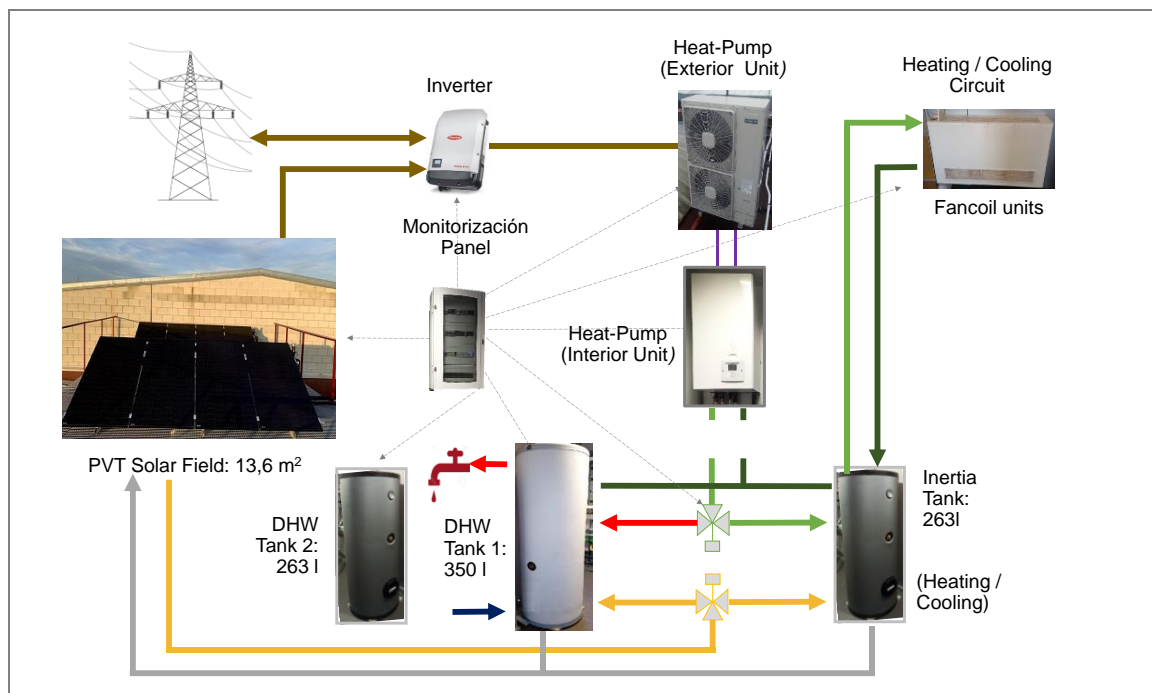 Heat-Pump
(Exterior Unit)
Heating / Cooling
Circuit
Inverter
Fancoil units
Monitorización
Panel
Heat-Pump
(Interior Unit)
PVT Solar Field: 13,6 m²
DHW
Tank 2:
263 l
DHW
Tank 1:
350 l
Inertia
Tank:
263l
(Heating /
Cooling)